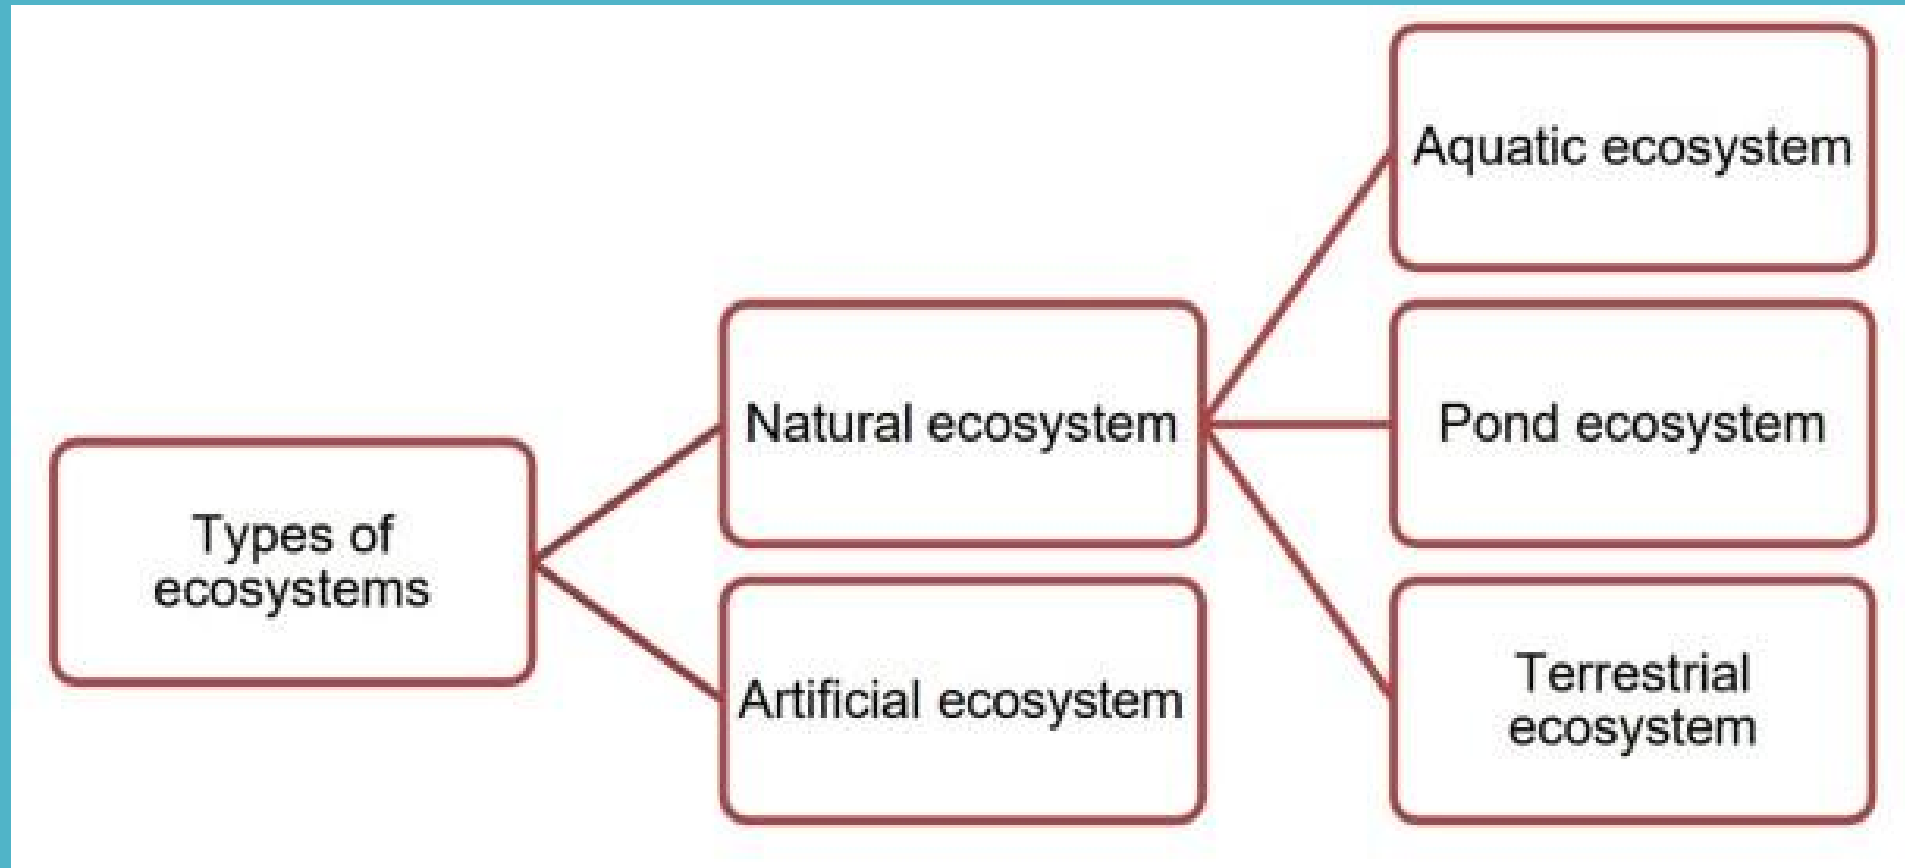 Types of
ecosystems
Natural ecosystem
Artificial ecosystem
Aquatic ecosystem
Pond ecosystem
Terrestrial
ecosystem